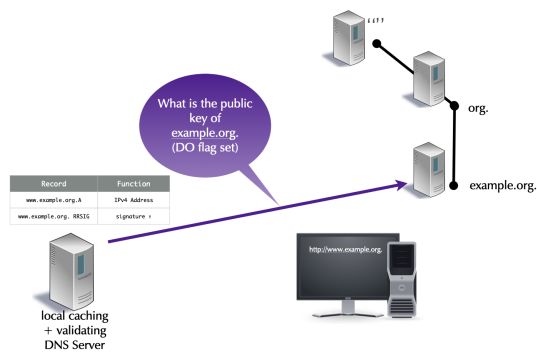 “”
org.
What is the public
key of
example.org.
(DO flag set)
example.org.
Record Function
www.example.org.A IPv4 Address
www.example.org. RRSIG signature ↑
http://www.example.org.
local caching
+ validating
DNS Server